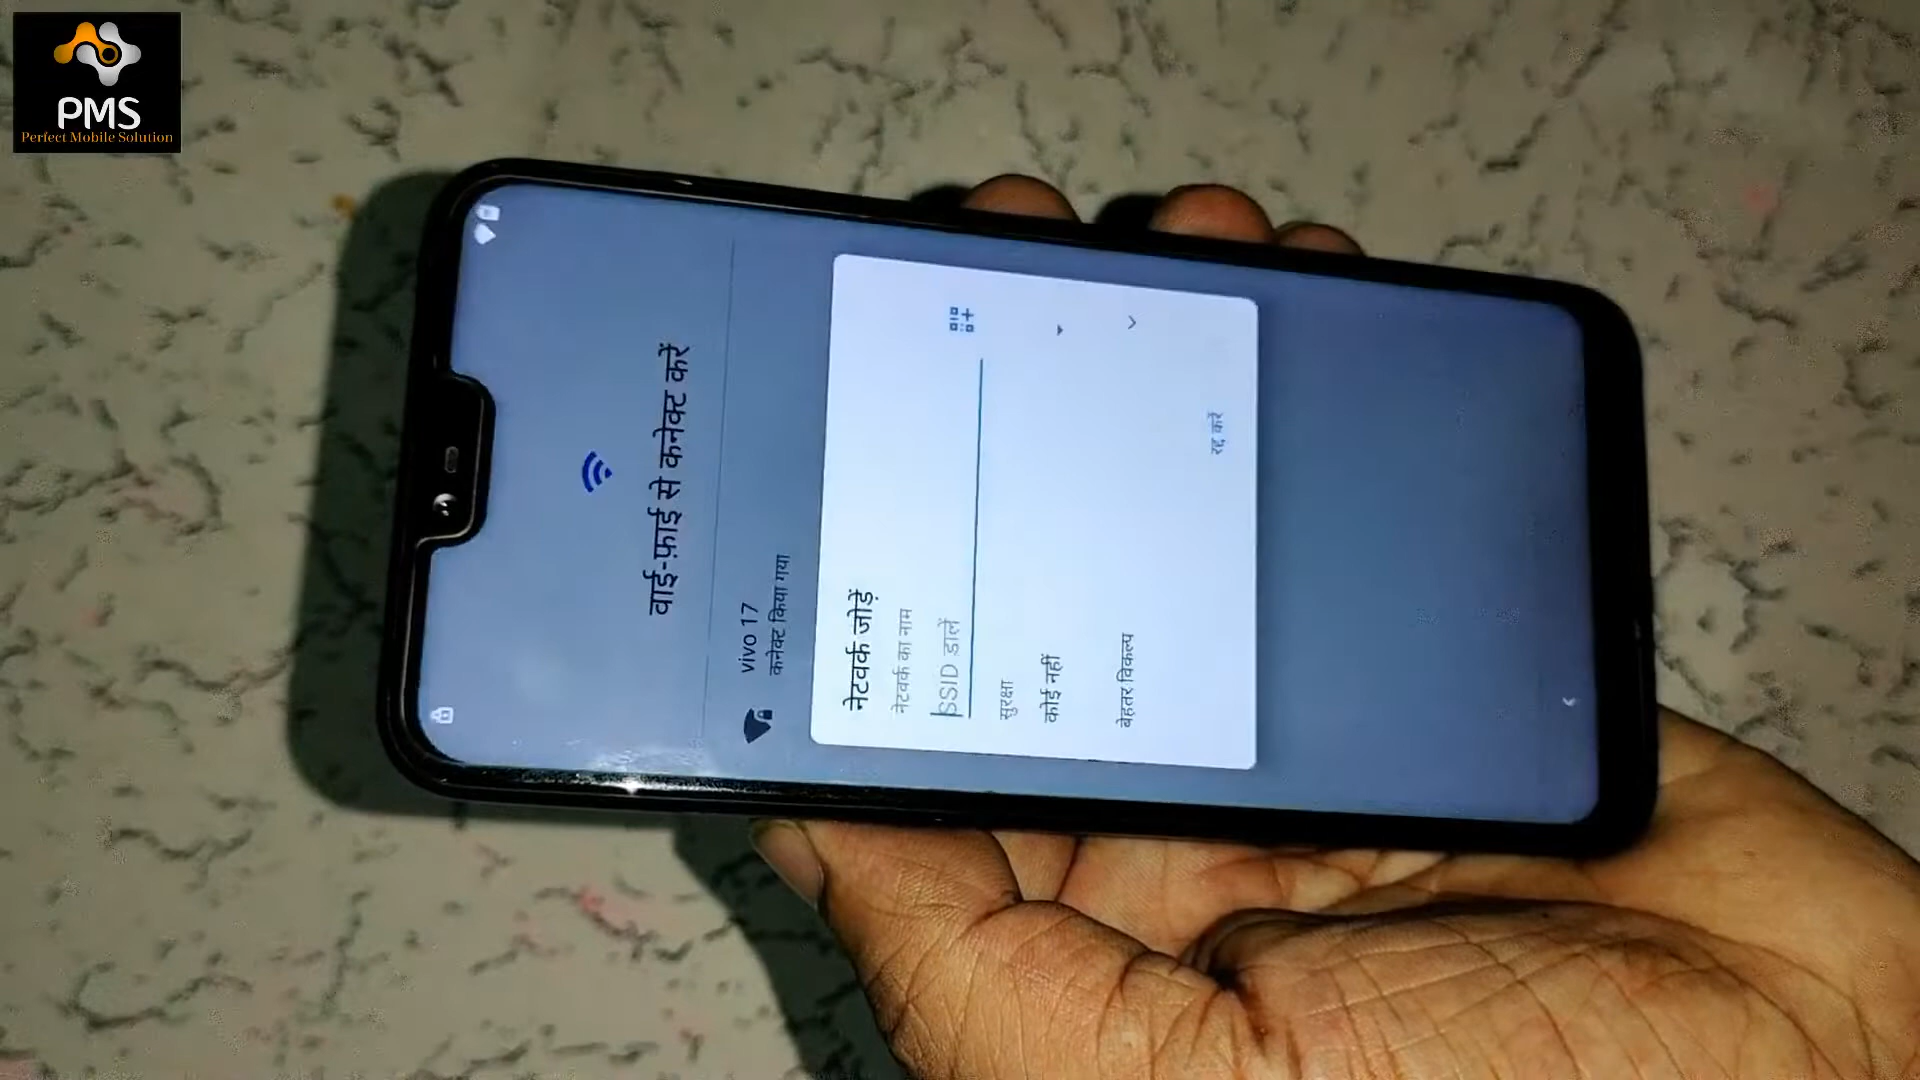 PMS
Perfect Mobile Solution
वाई-फ़ाई से कनेक्ट करें
vivo 17
कनेक्ट किया गया
नेटवर्क जोड़ें
नेटवर्क का नाम
SSID डालें
सुरक्षा
कोई नहीं
बेहतर विकल्प
रद्द करें